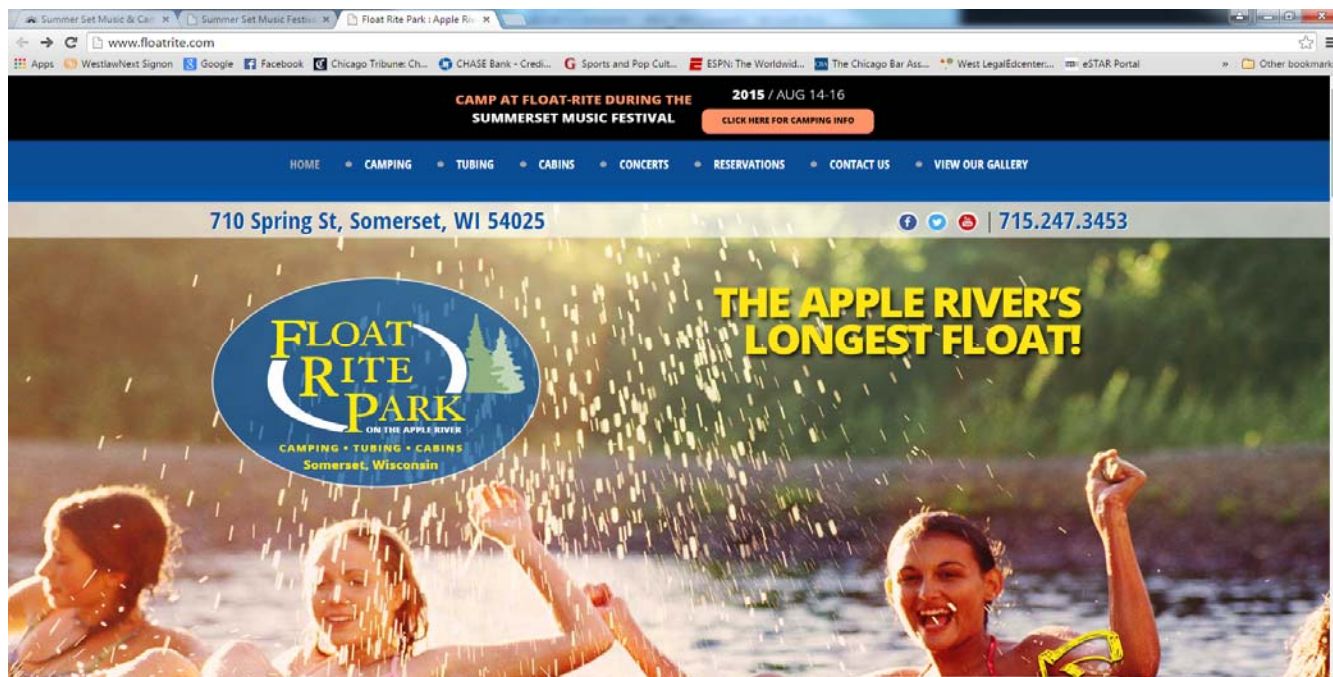 Summer Set Music & Can
Summer Set Music Festiv
Float Rite Park : Apple Riv
www.floatrite.com
Apps WestlawNext Signon Google Facebook Chicago Tribune: Ch... CHASE Bank - Credi... Sports and Pop Cult... ESPN: The Worldwid... The Chicago Bar Ass... West LegalEdcenter:... eSTAR Portal » Other bookmark
CAMP AT FLOAT-RITE DURING THE
SUMMERSET MUSIC FESTIVAL
2015 / AUG 14-16
CLICK HERE FOR CAMPING INFO
HOME • CAMPING • TUBING • CABINS • CONCERTS • RESERVATIONS • CONTACT US • VIEW OUR GALLERY
710 Spring St, Somerset, WI 54025
| 715.247.3453
THE APPLE RIVER'S
LONGEST FLOAT!
FLOAT
RITE
PARK
ON THE APPLE RIVER
CAMPING • TUBING • CABINS
Somerset, Wisconsin